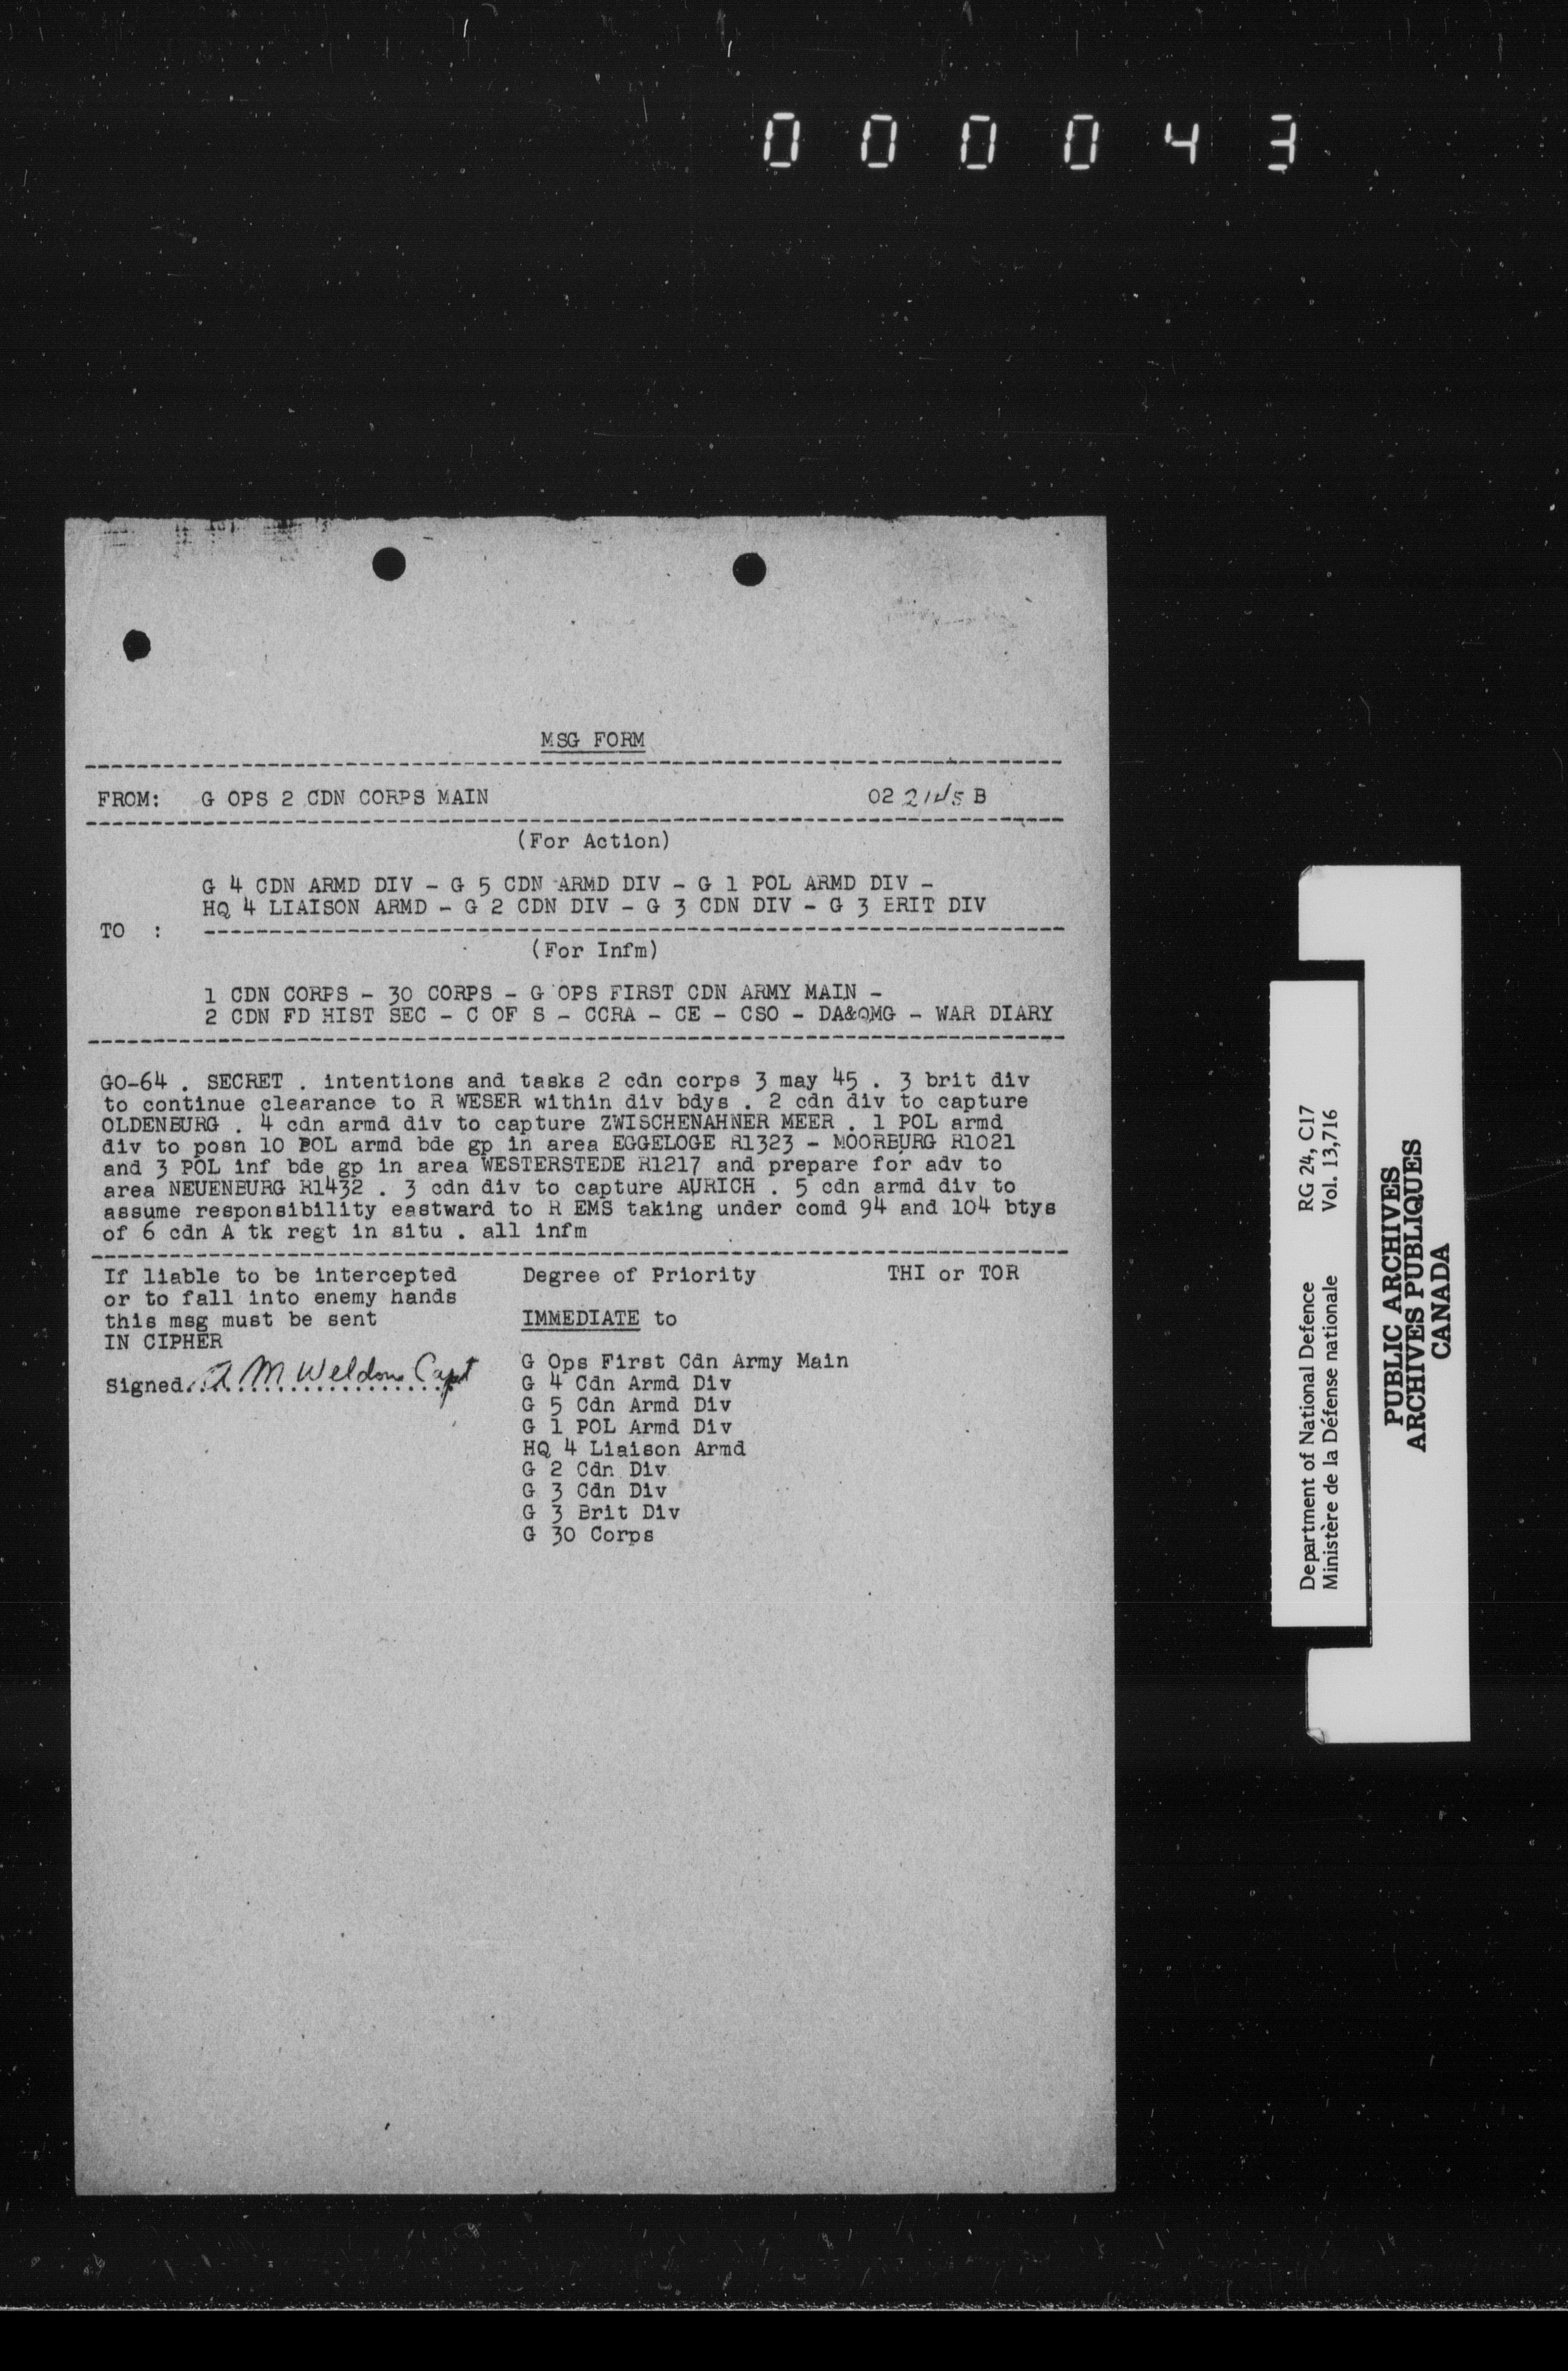 000043
MSG FORM
FROM: G OPS 2 CDN CORPS MAIN 02 2145 B
(For Action)
G 4 CDN ARMD DIV - G 5 CDN ARMD DIV - G 1 POL ARMD DIV -
HQ 4 LIAISON ARMD - G 2 CDN DIV - G 3 CDN DIV - G 3 BRIT DIV
TO :
(For Infm)
1 CDN CORPS - 30 CORPS - G OPS FIRST CDN ARMY MAIN -
2 CDN FD HIST SEC - C OF S - CCRA - CE - CSO - DA&QMG - WAR DIARY
GO-64 . SECRET . intentions and tasks 2 cdn corps 3 may 45 . 3 brit div
to continue clearance to R WESER within div bdys . 2 cdn div to capture
OLDENBURG . 4 cdn armd div to capture ZWISCHENAHNER MEER . 1 POL armd
div to posn 10 POL armd bde gp in area EGGELOGE R1323 - MOORBURG R1021
and 3 POL inf bde gp in area WESTERSTEDE R1217 and prepare for adv to
area NEUENBURG R1432 . 3 cdn div to capture AURICH . 5 cdn armd div to
assume responsibility eastward to R EMS taking under comd 94 and 104 btys
of 6 cdn A tk regt in situ . all infm
If liable to be intercepted
or to fall into enemy hands
this msg must be sent
IN CIPHER
Signed. A M Weldon Capt
Degree of Priority
IMMEDIATE to
G Ops First Cdn Army Main
G 4 Cdn Armd Div
G 5 Cdn Armd Div
G 1 POL Armd Div
HQ 4 Liaison Armd
G 2 Cdn Div
G 3 Cdn Div
G 3 Brit Div
G 30 Corps
THI or TOR
Department of National Defence RG 24, C17
Ministère de la Défense nationale Vol. 13,716
PUBLIC ARCHIVES
ARCHIVES PUBLIQUES
CANADA